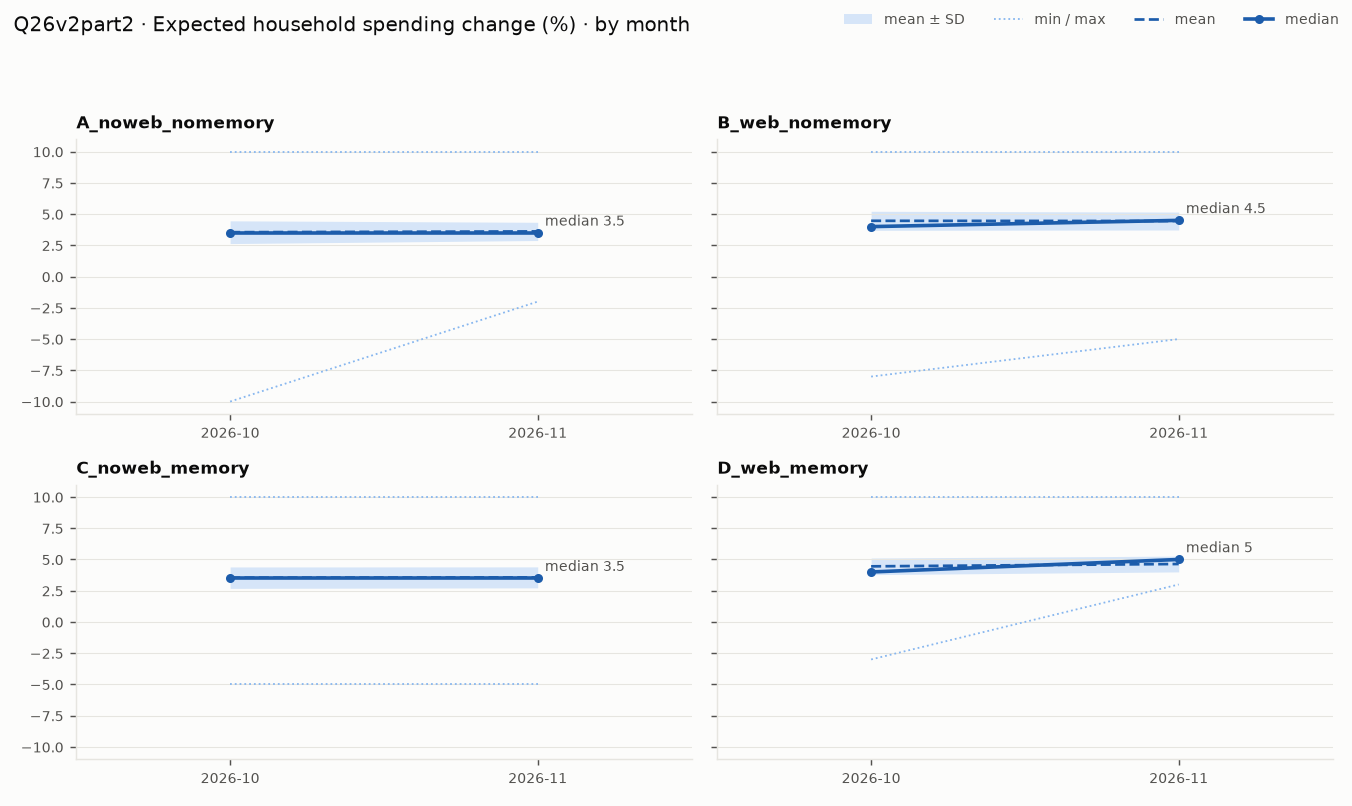 Q26v2part2 · Expected household spending change (%) · by month
mean ± SD
min / max
mean
median
A_noweb_nomemory
10.0
7.5
5.0
2.5
0.0
−2.5
−5.0
−7.5
−10.0
median 3.5
2026-10
2026-11
B_web_nomemory
median 4.5
2026-10
2026-11
C_noweb_memory
10.0
7.5
5.0
2.5
0.0
−2.5
−5.0
−7.5
−10.0
median 3.5
2026-10
2026-11
D_web_memory
median 5
2026-10
2026-11